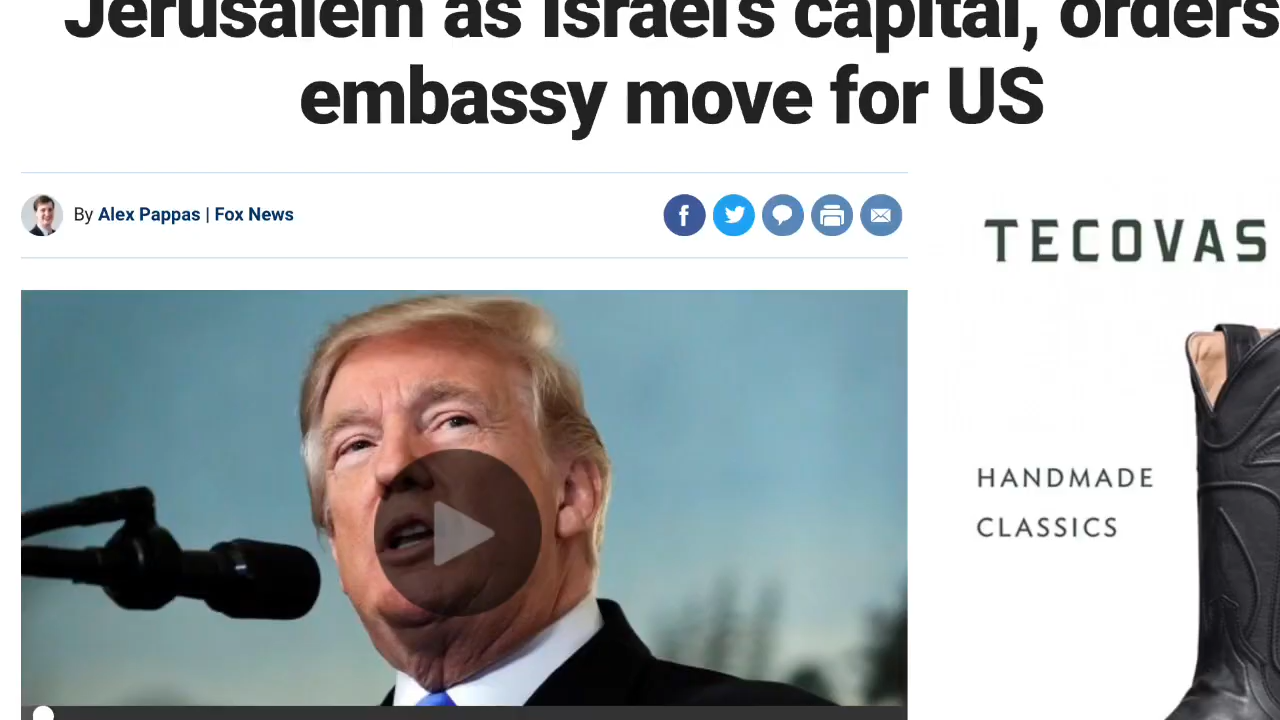 Jerusalem as Israel's capital, orders
embassy move for US
By Alex Pappas | Fox News
TECOVAS
HANDMADE
CLASSICS